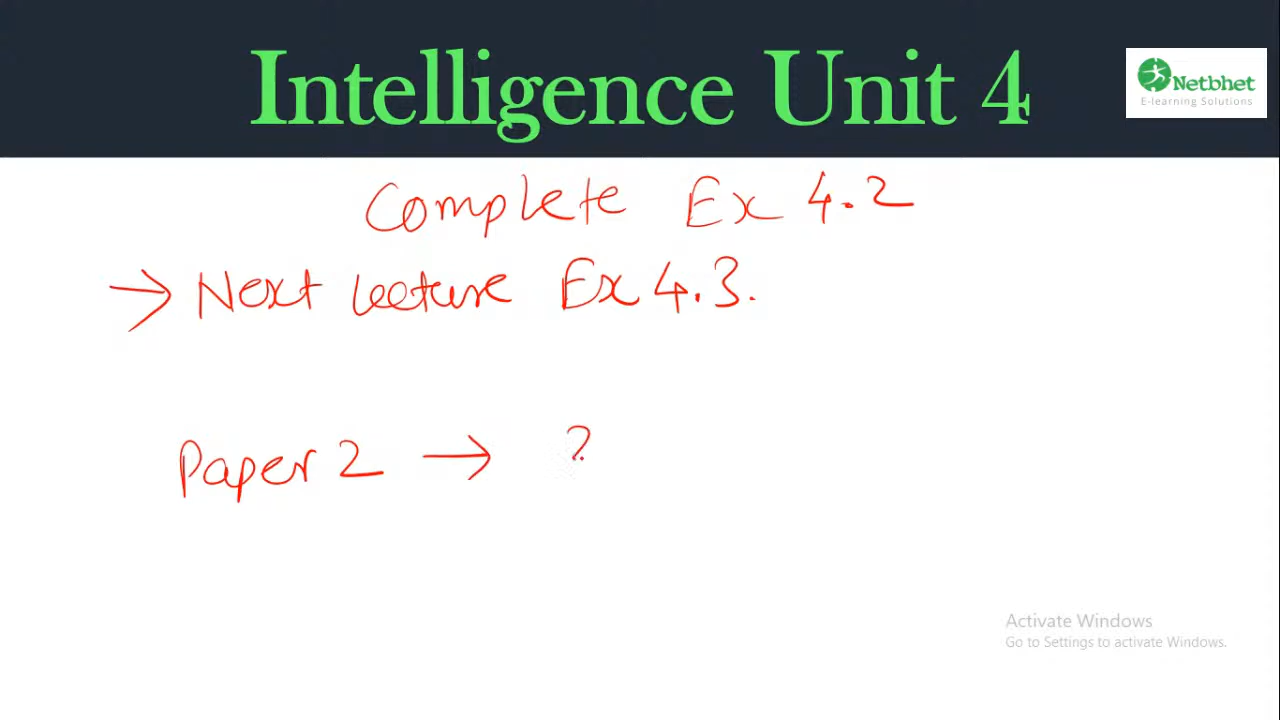 Intelligence Unit 4
Netbhet
E-learning Solutions
Complete Ex 4.2
→ Next lecture Ex 4.3.
Paper 2 → ?
Activate Windows
Go to Settings to activate Windows.